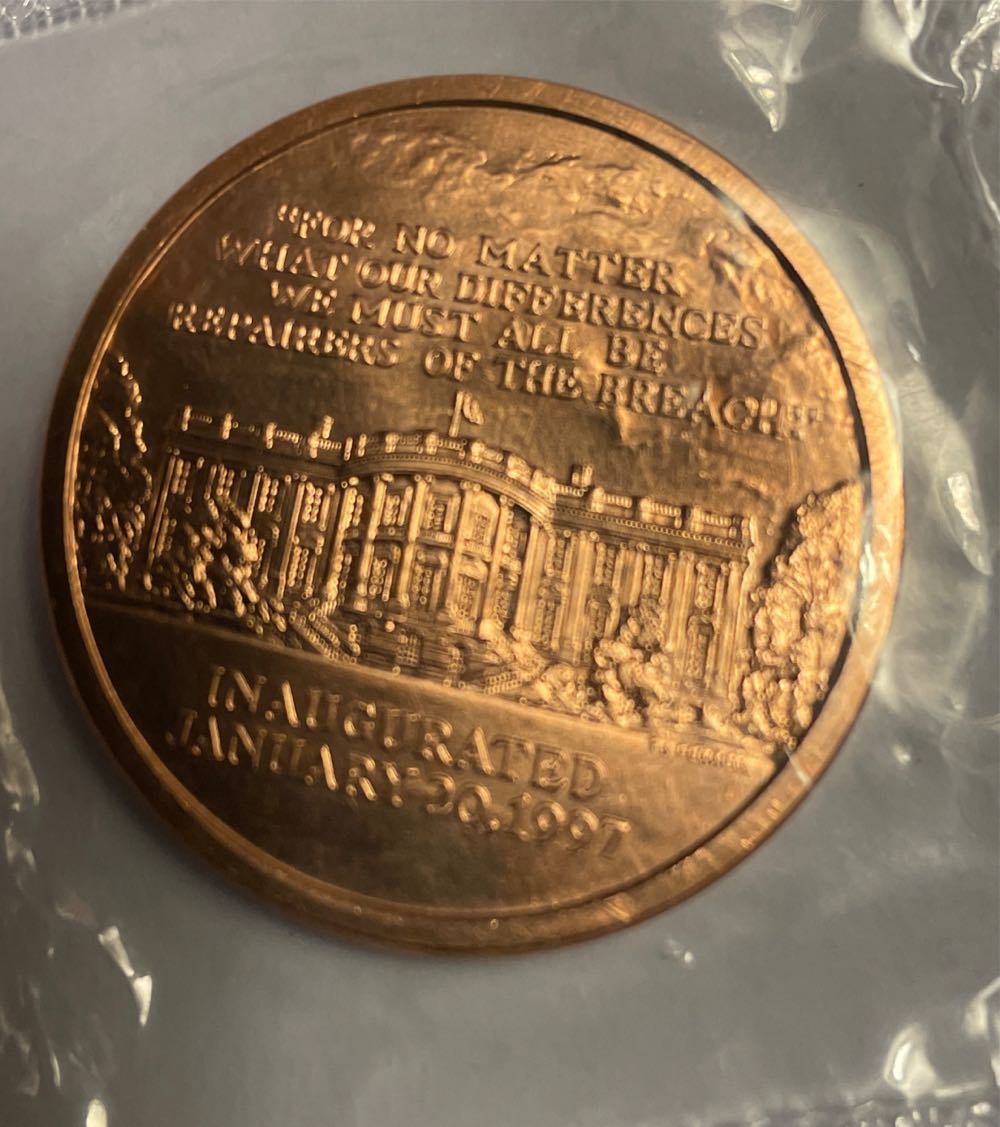 "FOR NO MATTER
WHAT OUR DIFFERENCES
WE MUST ALL BE
REPAIRERS OF THE BREACH."
INAUGURATED
JANUARY 20, 1997